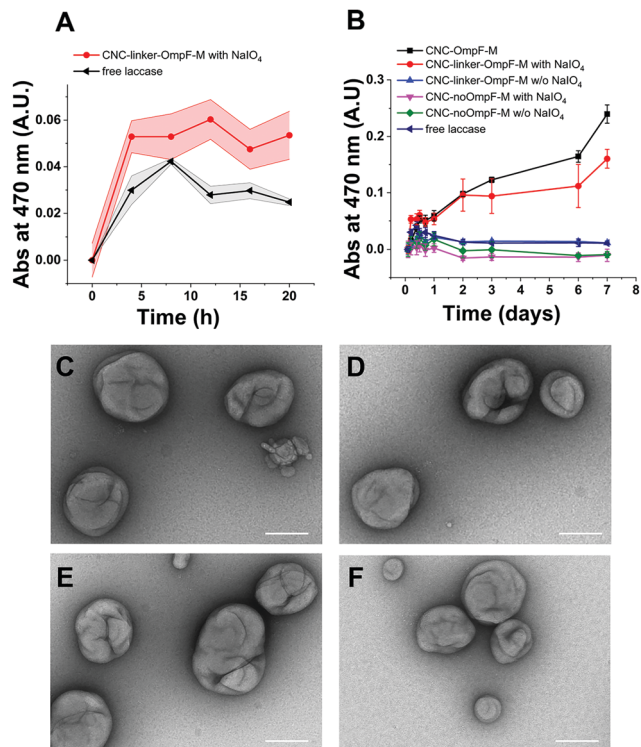 A
CNC-linker-OmpF-M with NaIO₄
free laccase
Abs at 470 nm (A.U.)
0.06
0.04
0.02
0.00
0 5 10 15 20
Time (h)
B
CNC-OmpF-M
CNC-linker-OmpF-M with NaIO₄
CNC-linker-OmpF-M w/o NaIO₄
CNC-noOmpF-M with NaIO₄
CNC-noOmpF-M w/o NaIO₄
free laccase
Abs at 470 nm (A.U)
0.3
0.2
0.1
0.0
0 1 2 3 4 5 6 7 8
Time (days)
C
D
E
F